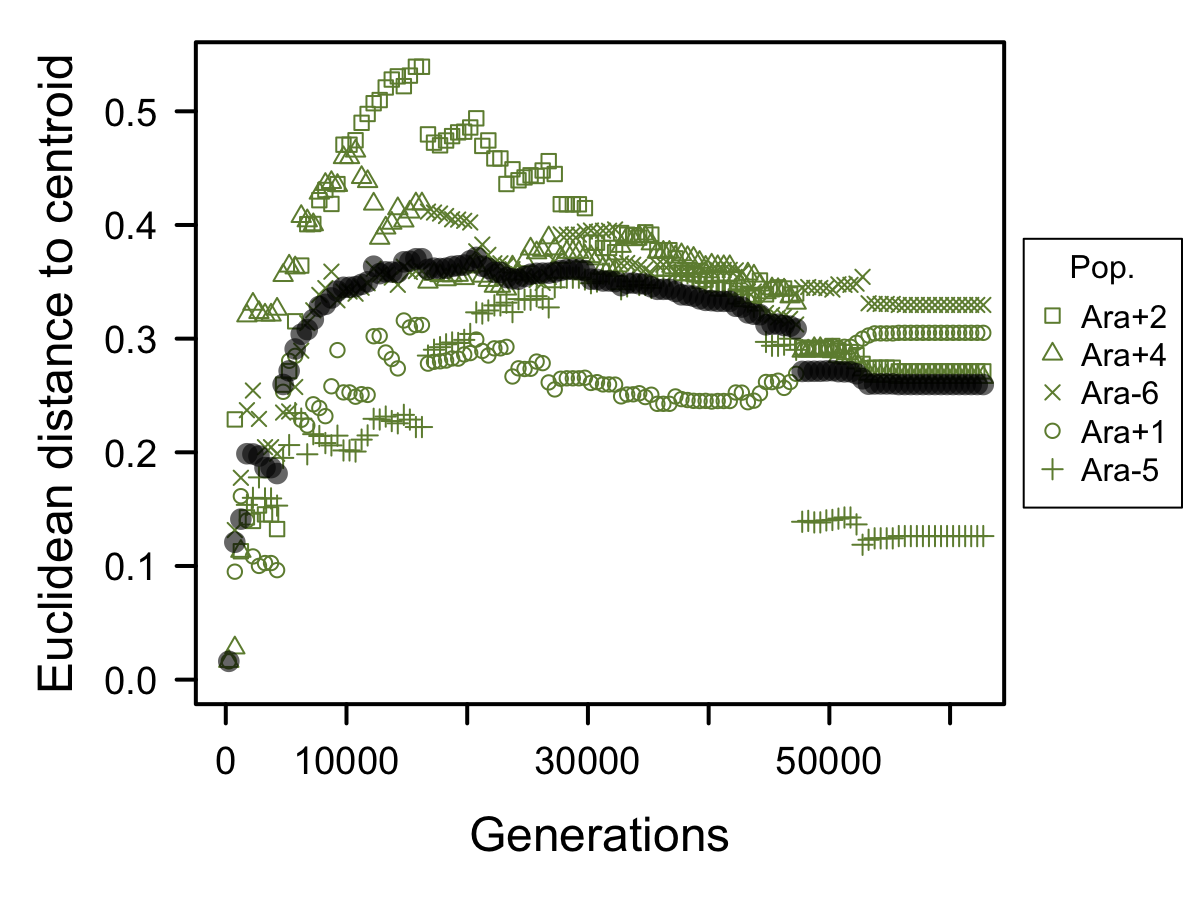 Euclidean distance to centroid
0.5
0.4
0.3
0.2
0.1
0.0
0 10000 30000 50000
Generations
Pop.
Ara+2
Ara+4
Ara-6
Ara+1
Ara-5